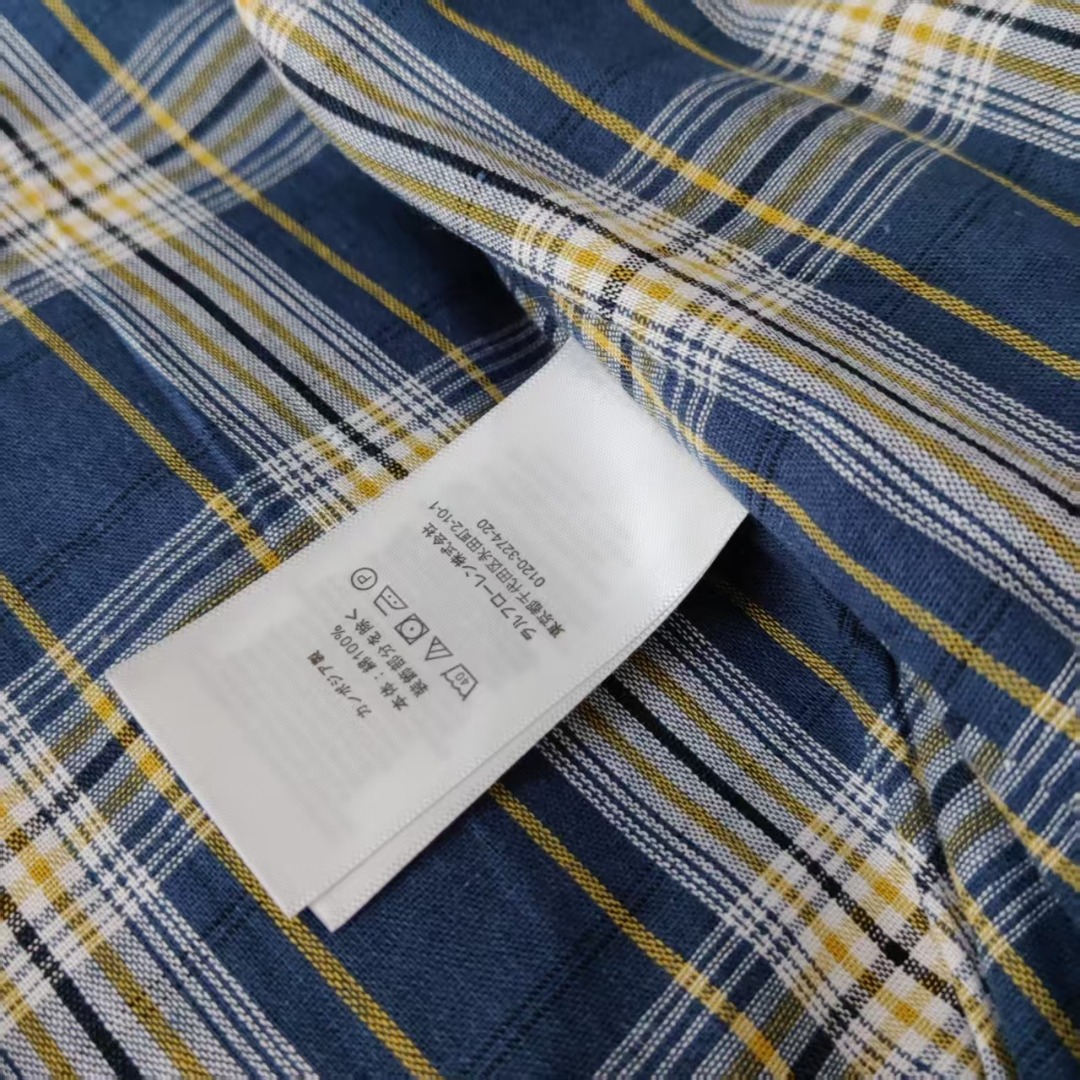 カンボジア製
本体：綿100%
装飾部分を除く
40 P
ラルフローレン株式会社
東京都千代田区永田町2-10-1
0120-3274-20